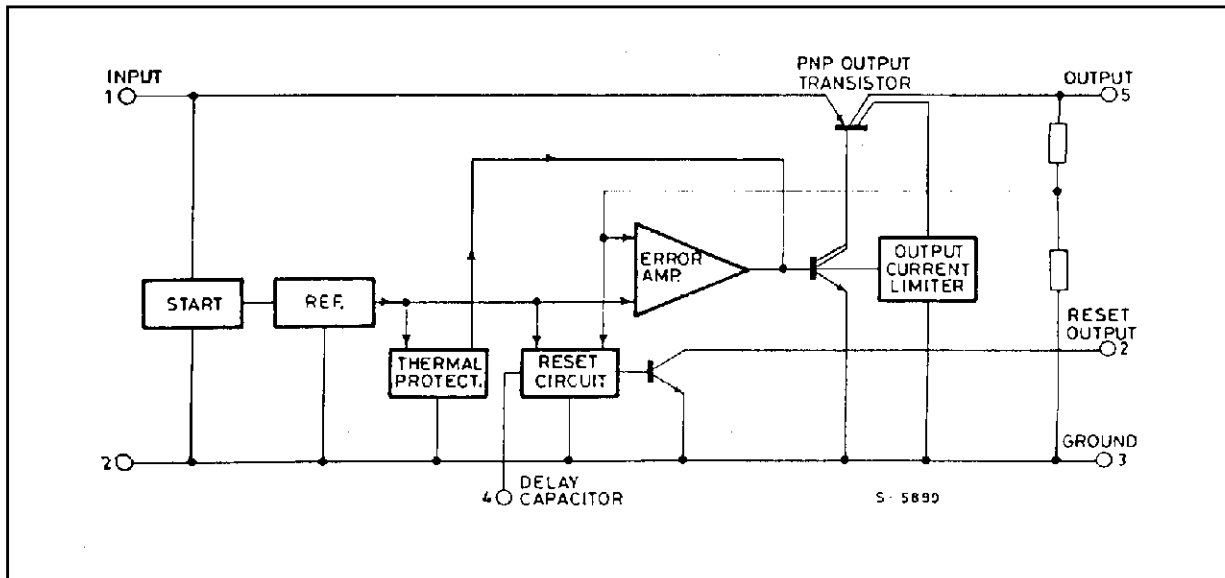 INPUT
1
PNP OUTPUT
TRANSISTOR
OUTPUT
5
ERROR
AMP.
OUTPUT
CURRENT
LIMITER
START
REF.
THERMAL
PROTECT.
RESET
CIRCUIT
RESET
OUTPUT
2
2
GROUND
3
4
DELAY
CAPACITOR
S-5890